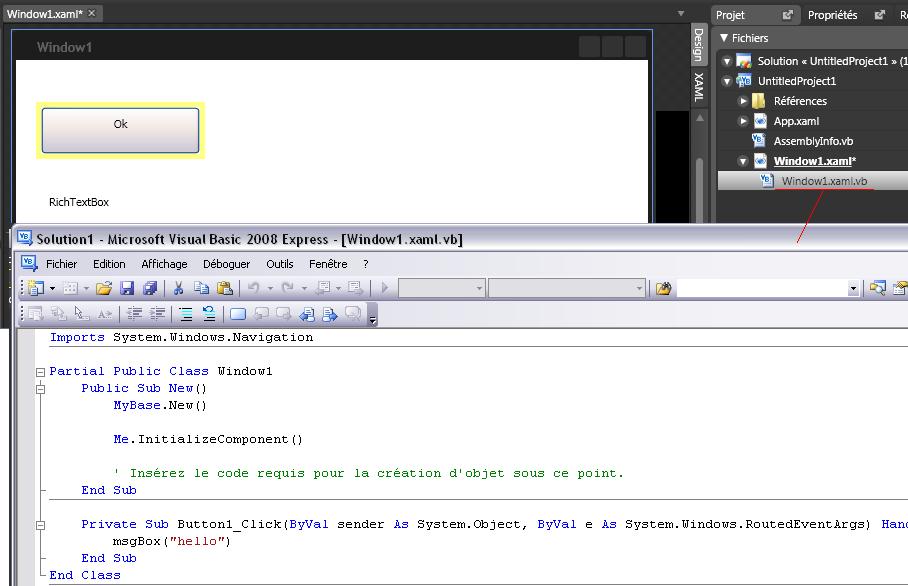 Window1.xaml*
Window1
Ok
RichTextBox
Design
XAML
Projet
Propriétés
Fichiers
Solution « UntitledProject1 » (1
UntitledProject1
Références
App.xaml
AssemblyInfo.vb
Window1.xaml*
Window1.xaml.vb
Solution1 - Microsoft Visual Basic 2008 Express - [Window1.xaml.vb]
Fichier Edition Affichage Déboguer Outils Fenêtre ?
Imports System.Windows.Navigation
Partial Public Class Window1
Public Sub New()
MyBase.New()
Me.InitializeComponent()
' Insérez le code requis pour la création d'objet sous ce point.
End Sub
Private Sub Button1_Click(ByVal sender As System.Object, ByVal e As System.Windows.RoutedEventArgs) Hand
msgBox("hello")
End Sub
End Class